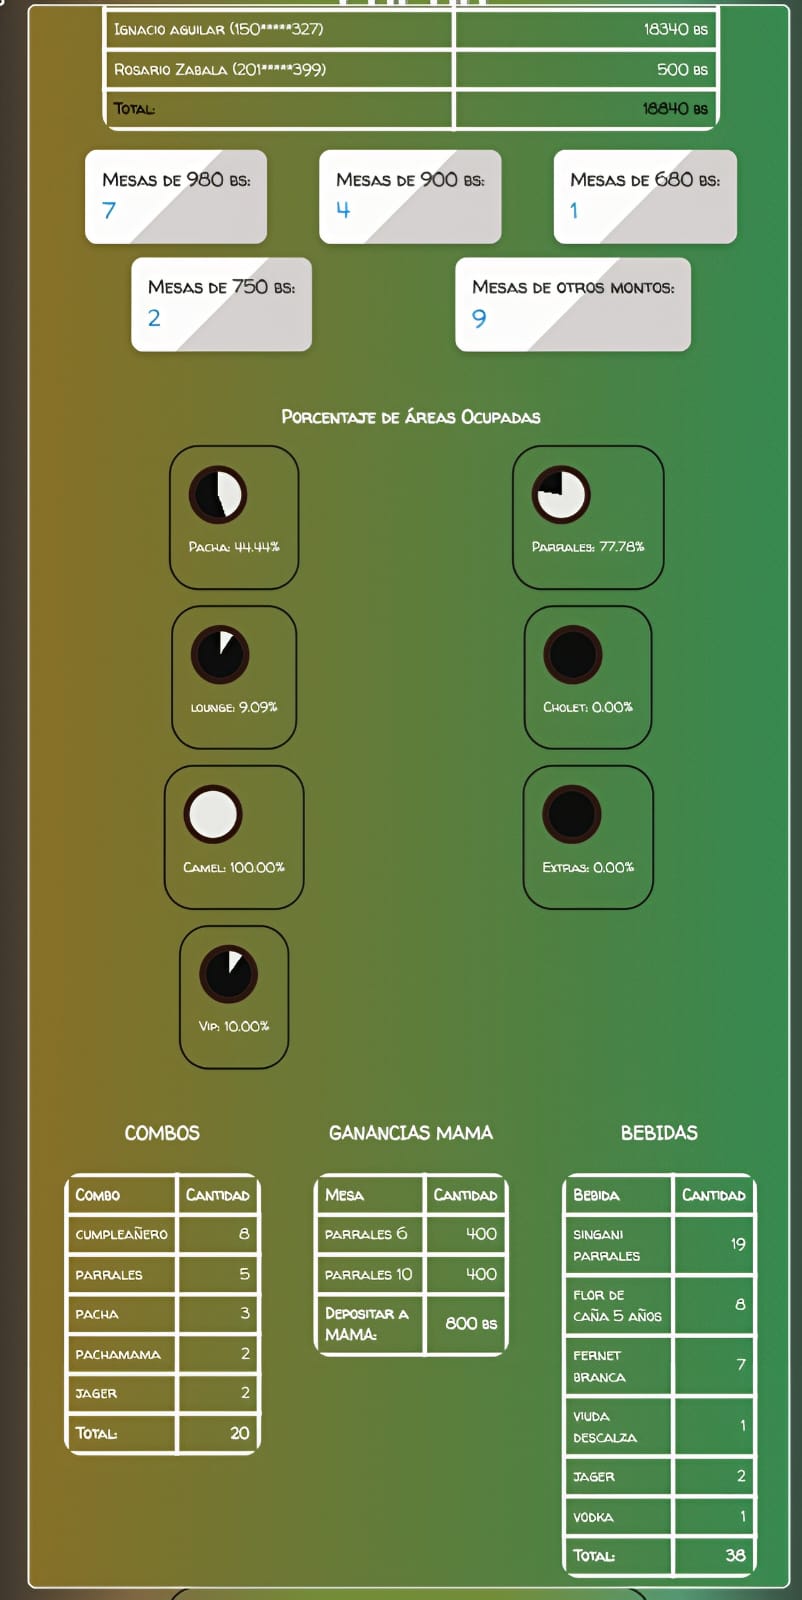 Ignacio aguilar (150*****327) 18340 bs
Rosario Zabala (201*****399) 500 bs
Total: 18840 bs
Mesas de 980 bs: Mesas de 900 bs: Mesas de 680 bs:
7 4 1
Mesas de 750 bs: Mesas de otros montos:
2 9
Porcentaje de áreas Ocupadas
Pacha: 44.44% Parrales: 77.78%
lounge: 9.09% Cholet: 0.00%
Camel: 100.00% Extras: 0.00%
Vip: 10.00%
COMBOS
Combo Cantidad
CUMPLEAÑERO 8
PARRALES 5
PACHA 3
PACHAMAMA 2
JAGER 2
Total: 20
GANANCIAS MAMA
Mesa Cantidad
PARRALES 6 400
PARRALES 10 400
Depositar a
MAMA: 800 bs
BEBIDAS
Bebida Cantidad
SINGANI
PARRALES 19
FLOR DE
CAÑA 5 AÑOS 8
FERNET
BRANCA 7
VIUDA
DESCALZA 1
JAGER 2
VODKA 1
Total: 38